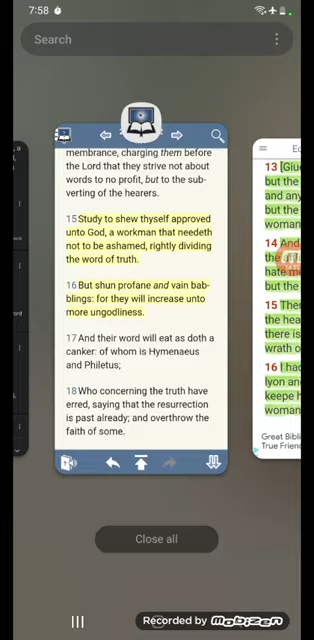 7:58
Search
membrance, charging them before
the Lord that they strive not about
words to no profit, but to the sub-
verting of the hearers.
15 Study to shew thyself approved
unto God, a workman that needeth
not to be ashamed, rightly dividing
the word of truth.
16 But shun profane and vain bab-
blings: for they will increase unto
more ungodliness.
17 And their word will eat as doth a
canker: of whom is Hymenaeus
and Philetus;
18 Who concerning the truth have
erred, saying that the resurrection
is past already; and overthrow the
faith of some.
13 [Giue
but the
and any
but the
woman
14 And
the
hate me
but the
15 Ther
the hea
there is
wrath o
16 I had
lyon and
keepe h
woman
Great Bibl
True Frien
Close all
Recorded by mobizen